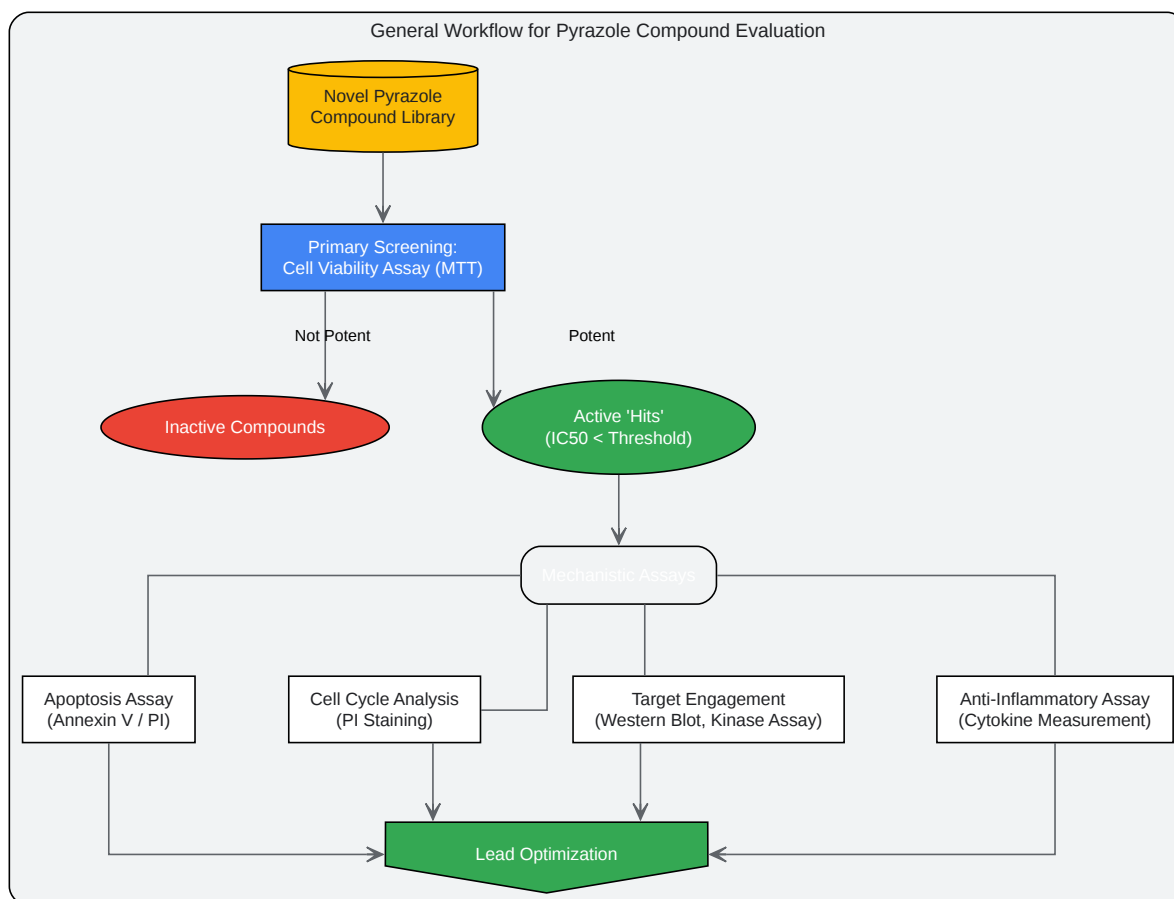 General Workflow for Pyrazole Compound Evaluation
Novel Pyrazole
Compound Library
Primary Screening:
Cell Viability Assay (MTT)
Not Potent
Potent
Inactive Compounds
Active 'Hits'
(IC50 < Threshold)
Mechanistic Assays
Apoptosis Assay
(Annexin V / PI)
Cell Cycle Analysis
(PI Staining)
Target Engagement
(Western Blot, Kinase Assay)
Anti-Inflammatory Assay
(Cytokine Measurement)
Lead Optimization